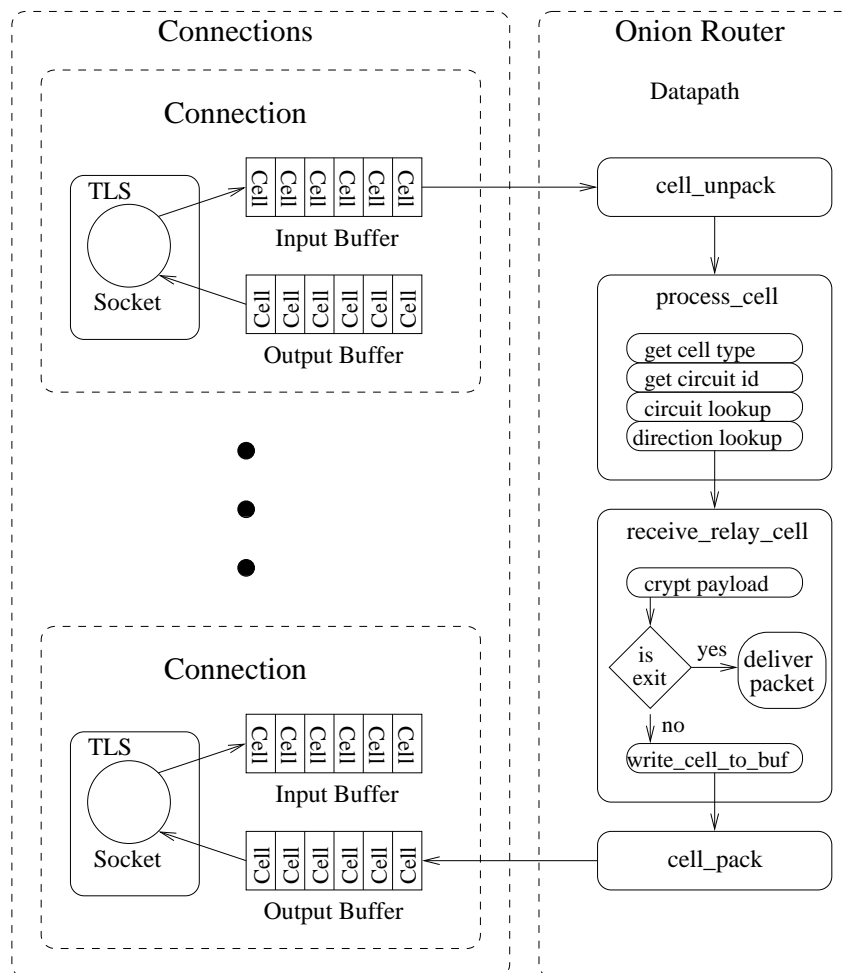 Connections
Connection
TLS
Socket
Cell Cell Cell Cell Cell Cell
Input Buffer
Cell Cell Cell Cell Cell Cell
Output Buffer
Connection
TLS
Socket
Cell Cell Cell Cell Cell Cell
Input Buffer
Cell Cell Cell Cell Cell Cell
Output Buffer
Onion Router
Datapath
cell_unpack
process_cell
get cell type
get circuit id
circuit lookup
direction lookup
receive_relay_cell
crypt payload
is
exit
yes
deliver
packet
no
write_cell_to_buf
cell_pack